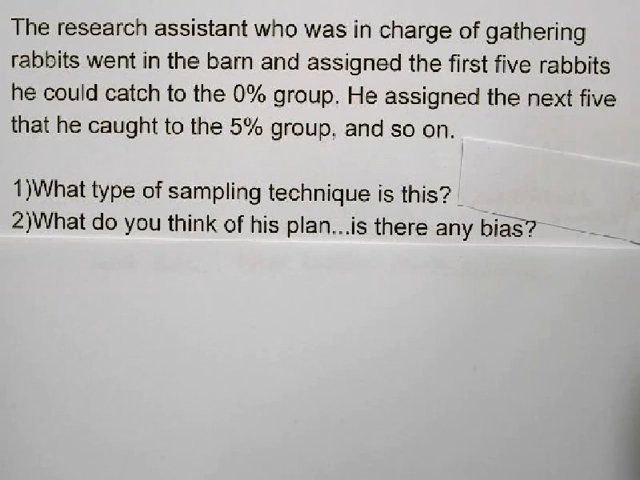 The research assistant who was in charge of gathering
rabbits went in the barn and assigned the first five rabbits
he could catch to the 0% group. He assigned the next five
that he caught to the 5% group, and so on.
1)What type of sampling technique is this?
2)What do you think of his plan...is there any bias?